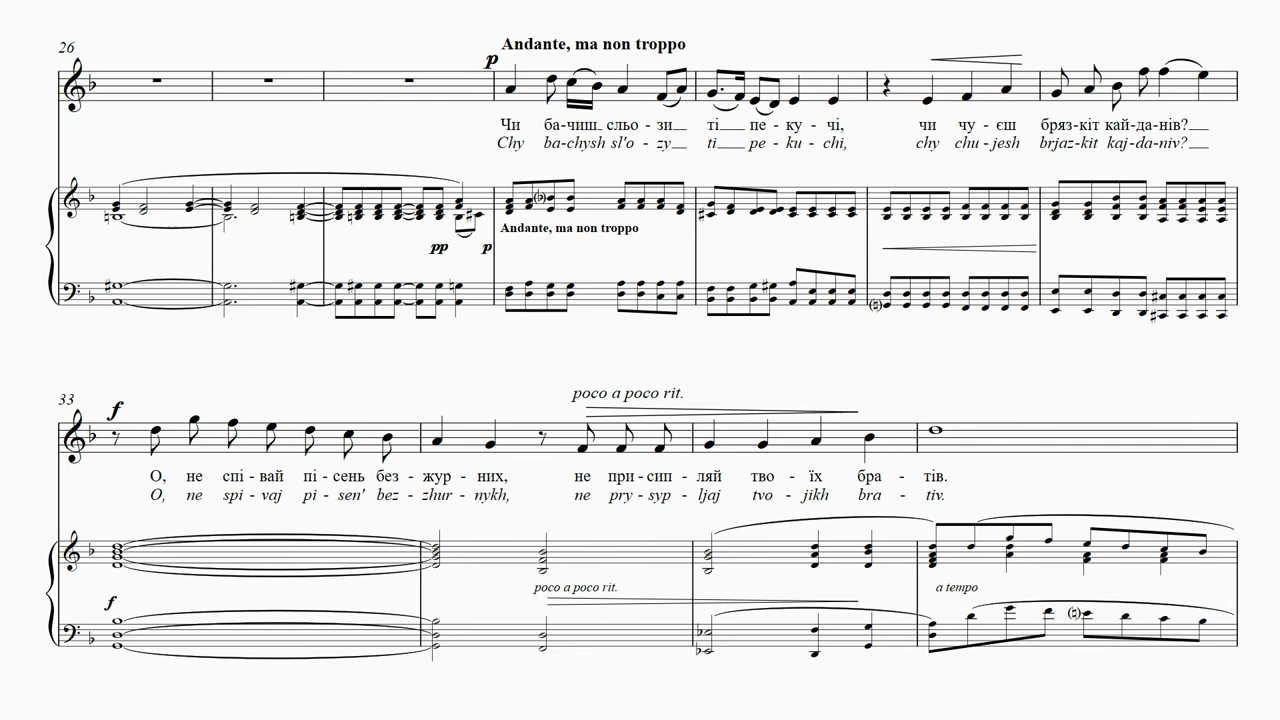 26
Andante, ma non troppo
p
Чи ба-чиш сльо-зи ті пе-ку-чі, чи чу-єш бряз-кіт кай-да-нів?
Chy ba-chysh sl'o-zy ti pe-ku-chi, chy chu-jesh brjaz-kit kaj-da-niv?
Andante, ma non troppo
pp p
33
poco a poco rit.
f
О, не спі-вай пі-сень без-жур-них, не при-сип-ляй тво-їх бра-тів.
O, ne spi-vaj pi-sen' bez-zhur-nykh, ne pry-syp-ljaj tvo-jikh bra-tiv.
poco a poco rit. a tempo
f